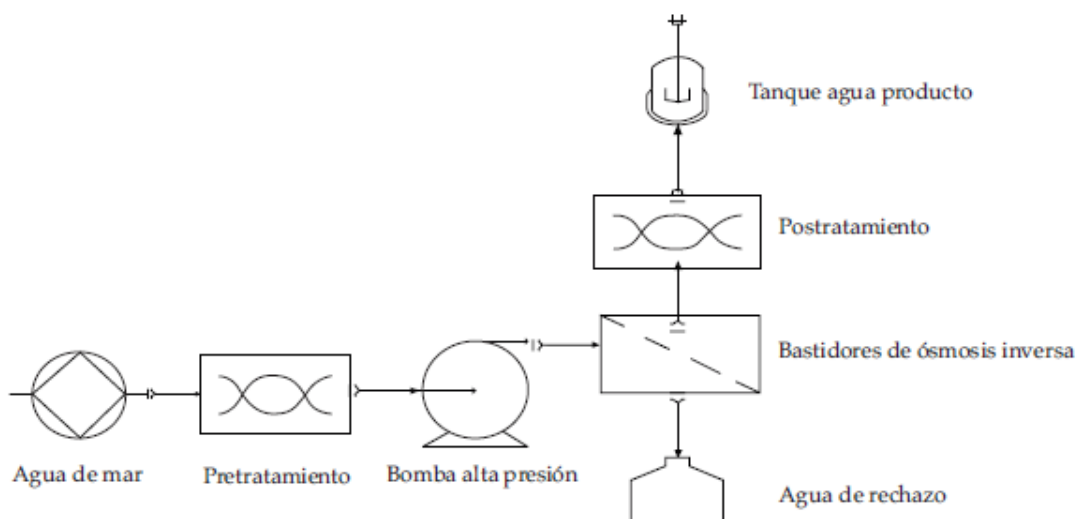 Tanque agua producto
Postratamiento
Bastidores de ósmosis inversa
Agua de mar
Pretratamiento
Bomba alta presión
Agua de rechazo